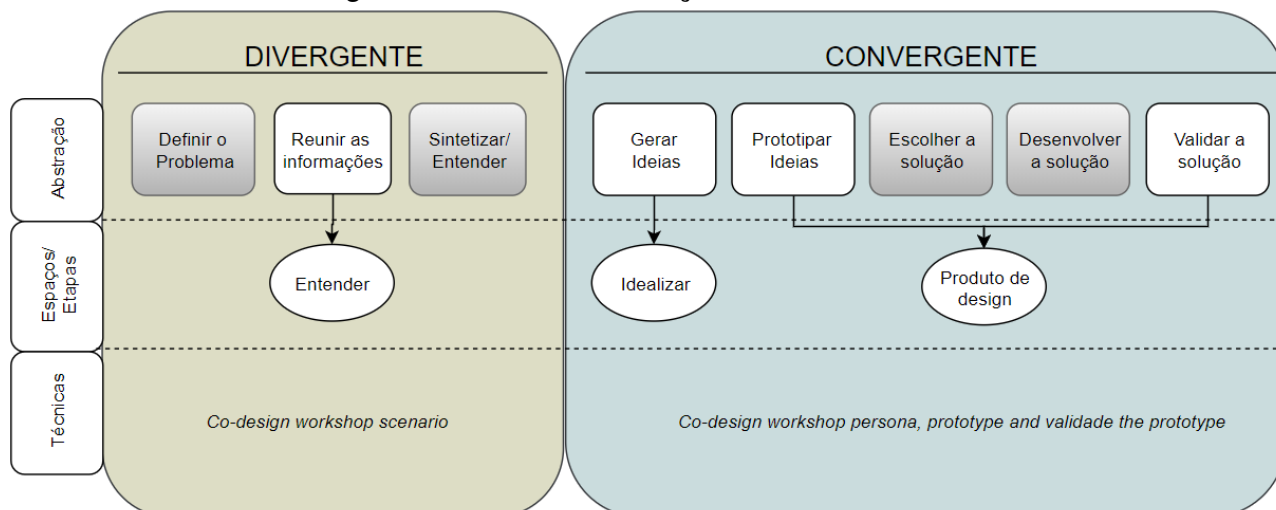 DIVERGENTE
CONVERGENTE
Abstração
Definir o
Problema
Reunir as
informações
Sintetizar/
Entender
Gerar
Ideias
Prototipar
Ideias
Escolher a
solução
Desenvolver
a solução
Validar a
solução
Espaços/
Etapas
Entender
Idealizar
Produto de
design
Técnicas
Co-design workshop scenario
Co-design workshop persona, prototype and validade the prototype